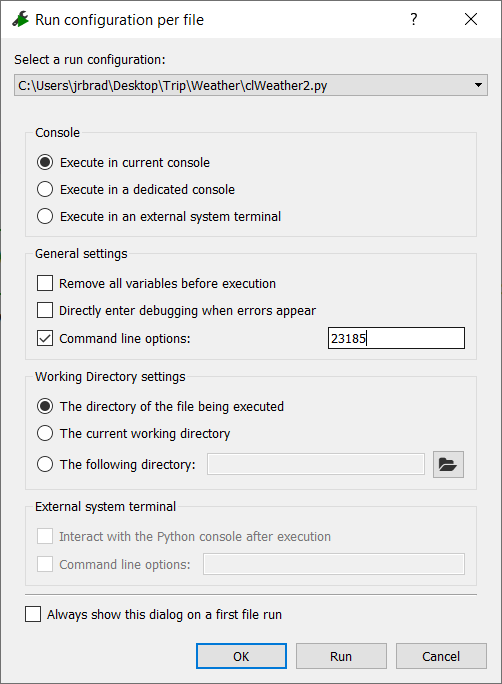 Run configuration per file
?
Select a run configuration:
C:\Users\jrbrad\Desktop\Trip\Weather\clWeather2.py
Console
Execute in current console
Execute in a dedicated console
Execute in an external system terminal
General settings
Remove all variables before execution
Directly enter debugging when errors appear
Command line options: 23185
Working Directory settings
The directory of the file being executed
The current working directory
The following directory:
External system terminal
Interact with the Python console after execution
Command line options:
Always show this dialog on a first file run
OK Run Cancel